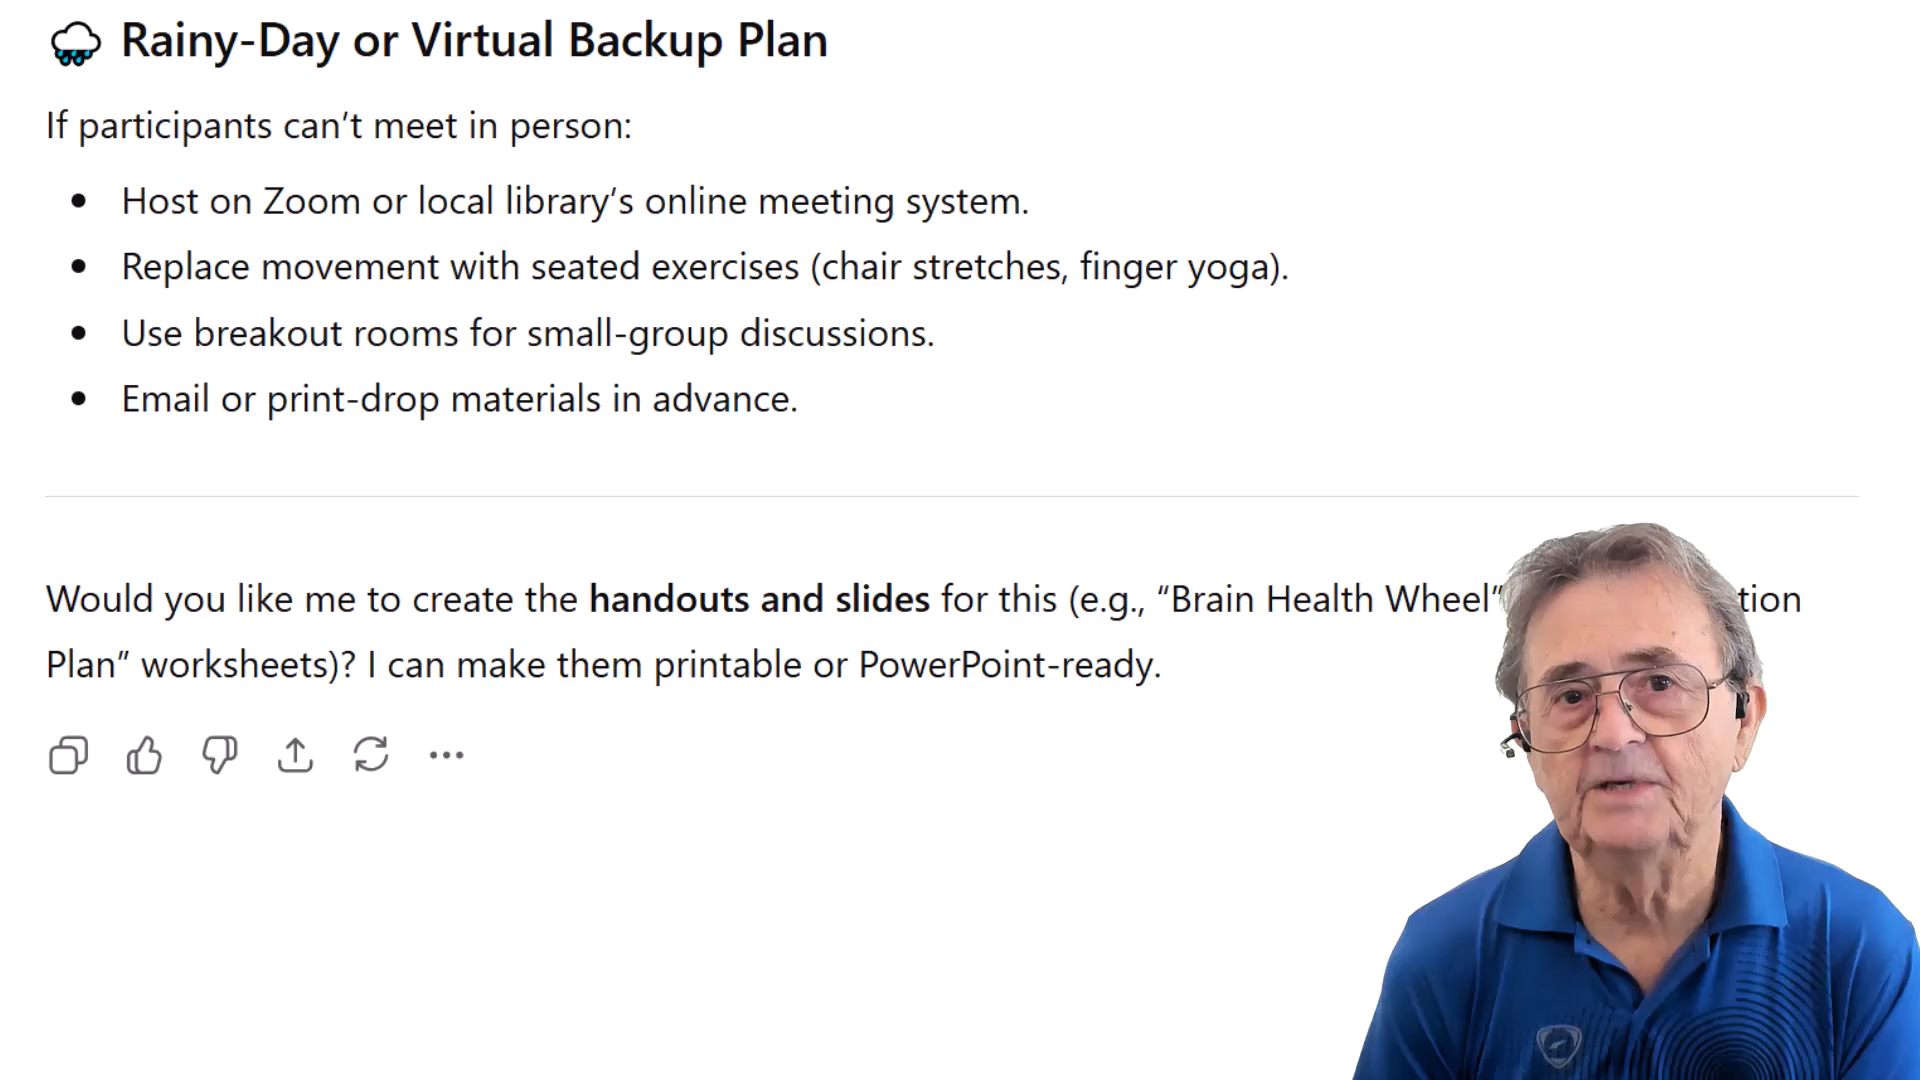 Rainy-Day or Virtual Backup Plan
If participants can’t meet in person:
• Host on Zoom or local library’s online meeting system.
• Replace movement with seated exercises (chair stretches, finger yoga).
• Use breakout rooms for small-group discussions.
• Email or print-drop materials in advance.
Would you like me to create the handouts and slides for this (e.g., “Brain Health Wheel”
Plan” worksheets)? I can make them printable or PowerPoint-ready.